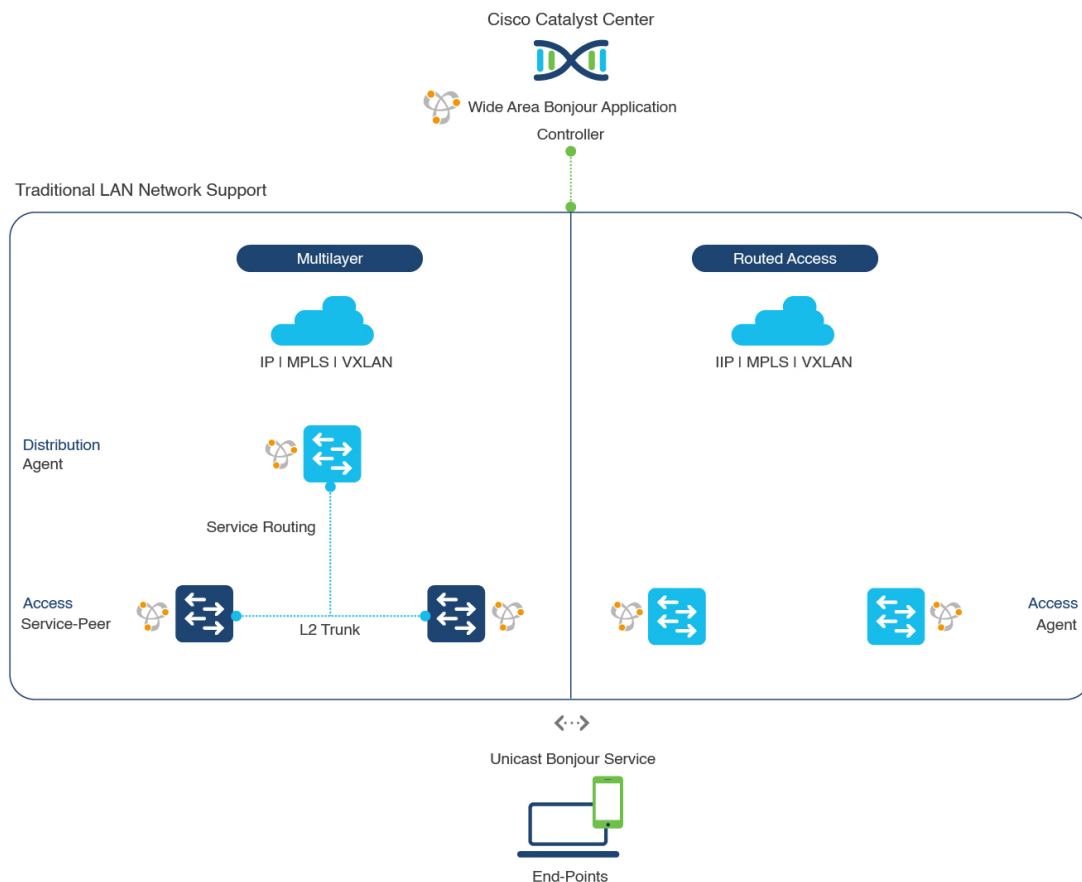 Cisco Catalyst Center
Wide Area Bonjour Application
Controller
Traditional LAN Network Support
Multilayer
Routed Access
IP | MPLS | VXLAN
IIP | MPLS | VXLAN
Distribution
Agent
Service Routing
Access
Service-Peer
L2 Trunk
Access
Agent
Unicast Bonjour Service
End-Points